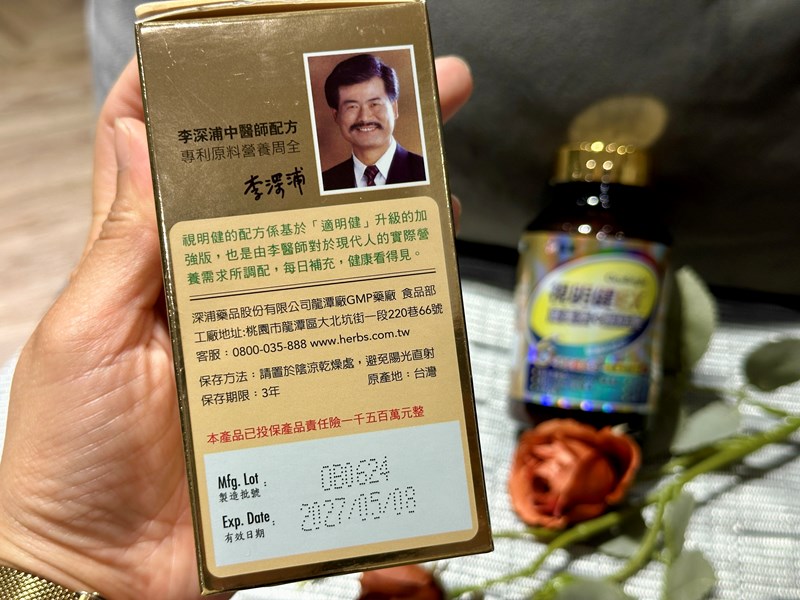 李深浦中醫師配方
專利原料營養周全
李深浦
視明健的配方係基於「適明健」升級的加
強版，也是由李醫師對於現代人的實際營
養需求所調配，每日補充，健康看得見。
深浦藥品股份有限公司龍潭廠GMP藥廠 食品部
工廠地址:桃園市龍潭區大北坑街一段220巷66號
客服：0800-035-888 www.herbs.com.tw
保存方法：請置於陰涼乾燥處，避免陽光直射
保存期限：3年 原產地：台灣
本產品已投保產品責任險一千五百萬元整
Mfg. Lot : 0B0624
製造批號
Exp. Date : 2027/05/08
有效日期
視明健